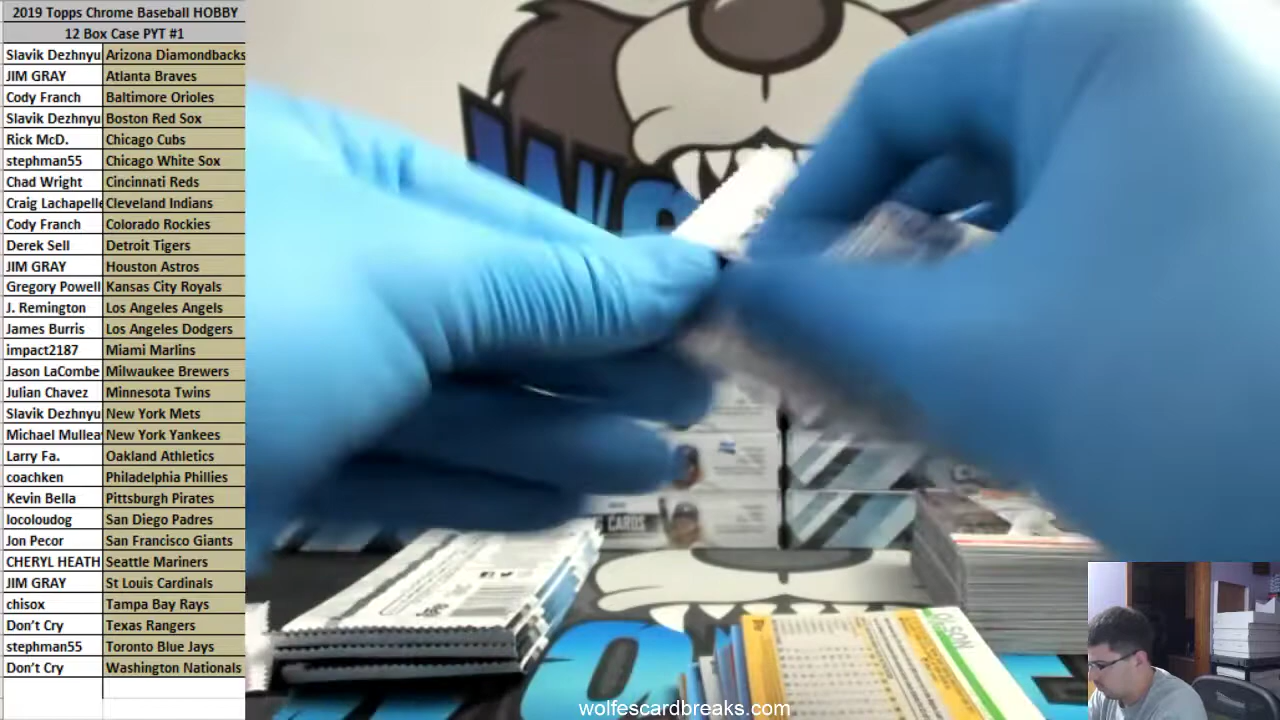 2019 Topps Chrome Baseball HOBBY
12 Box Case PYT #1
Slavik Dezhnyu Arizona Diamondbacks
JIM GRAY Atlanta Braves
Cody Franch Baltimore Orioles
Slavik Dezhnyu Boston Red Sox
Rick McD. Chicago Cubs
stephman55 Chicago White Sox
Chad Wright Cincinnati Reds
Craig Lachapelle Cleveland Indians
Cody Franch Colorado Rockies
Derek Sell Detroit Tigers
JIM GRAY Houston Astros
Gregory Powell Kansas City Royals
J. Remington Los Angeles Angels
James Burris Los Angeles Dodgers
impact2187 Miami Marlins
Jason LaCombe Milwaukee Brewers
Julian Chavez Minnesota Twins
Slavik Dezhnyu New York Mets
Michael Mullea New York Yankees
Larry Fa. Oakland Athletics
coachken Philadelphia Phillies
Kevin Bella Pittsburgh Pirates
locoloudog San Diego Padres
Jon Pecor San Francisco Giants
CHERYL HEATH Seattle Mariners
JIM GRAY St Louis Cardinals
chisox Tampa Bay Rays
Don't Cry Texas Rangers
stephman55 Toronto Blue Jays
Don't Cry Washington Nationals
CARDS
OLSON
wolfescardbreaks.com